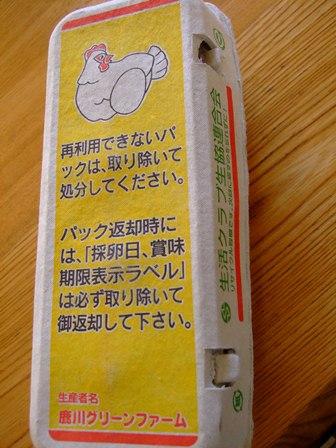 再利用できないパ
ックは、取り除いて
処分してください。
パック返却時に
は、「採卵日、賞味
期限表示ラベル」
は必ず取り除いて
御返却して下さい。
生産者名
鹿川グリーンファーム
生活クラブ生協連合会